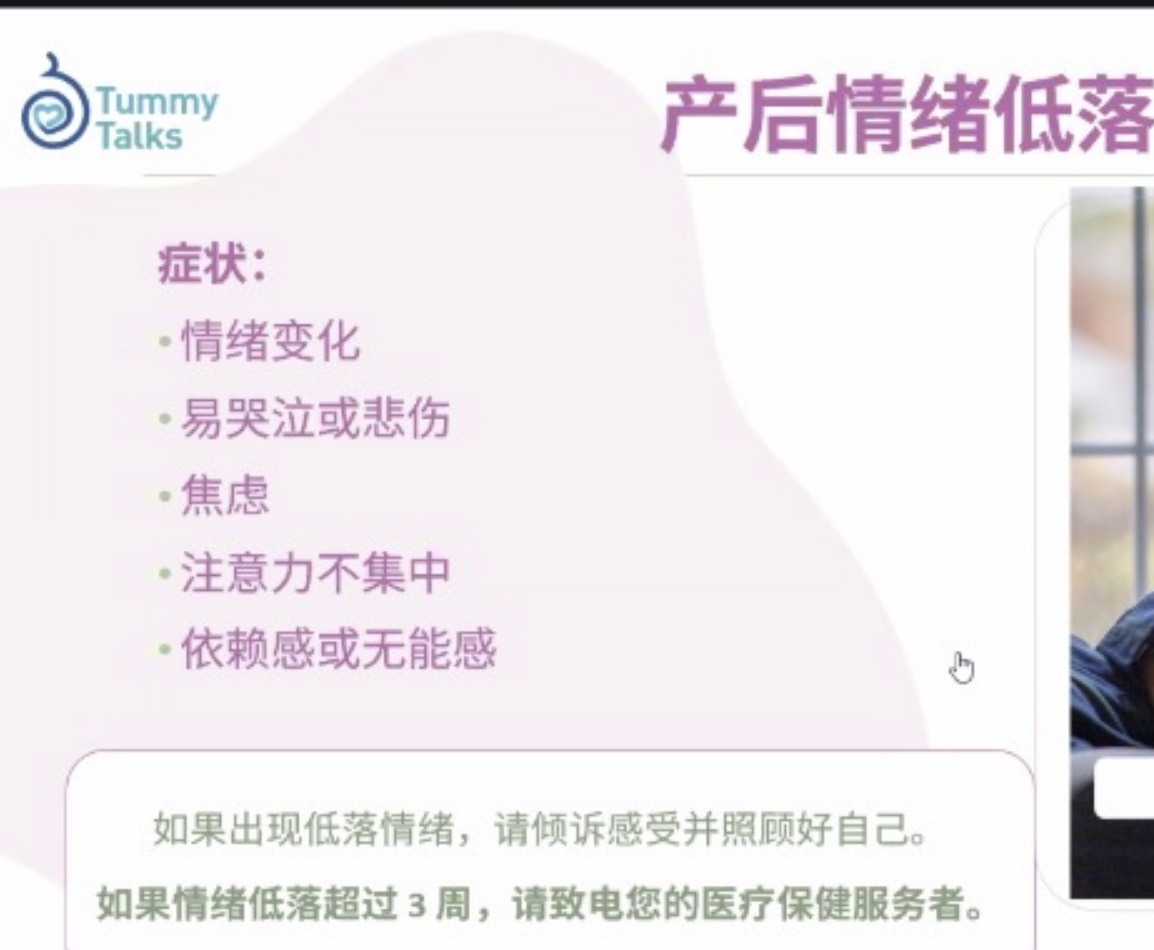 Tummy
Talks
产后情绪低落
症状：
•情绪变化
•易哭泣或悲伤
•焦虑
•注意力不集中
•依赖感或无能感
如果出现低落情绪，请倾诉感受并照顾好自己。
如果情绪低落超过 3 周，请致电您的医疗保健服务者。